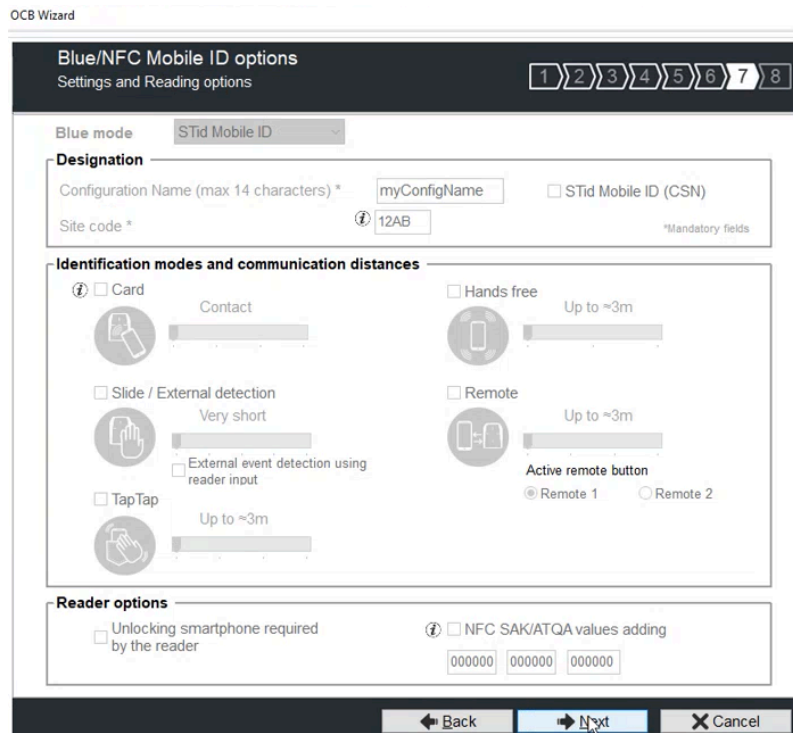 OCB Wizard
Blue/NFC Mobile ID options
Settings and Reading options
1 2 3 4 5 6 7 8
Blue mode STid Mobile ID
Designation
Configuration Name (max 14 characters) * myConfigName STid Mobile ID (CSN)
Site code * i 12AB *Mandatory fields
Identification modes and communication distances
i Card
Contact
Hands free
Up to ≈3m
Slide / External detection
Very short
External event detection using
reader input
Remote
Up to ≈3m
Active remote button
Remote 1 Remote 2
TapTap
Up to ≈3m
Reader options
Unlocking smartphone required
by the reader
i NFC SAK/ATQA values adding
000000 000000 000000
Back Next Cancel